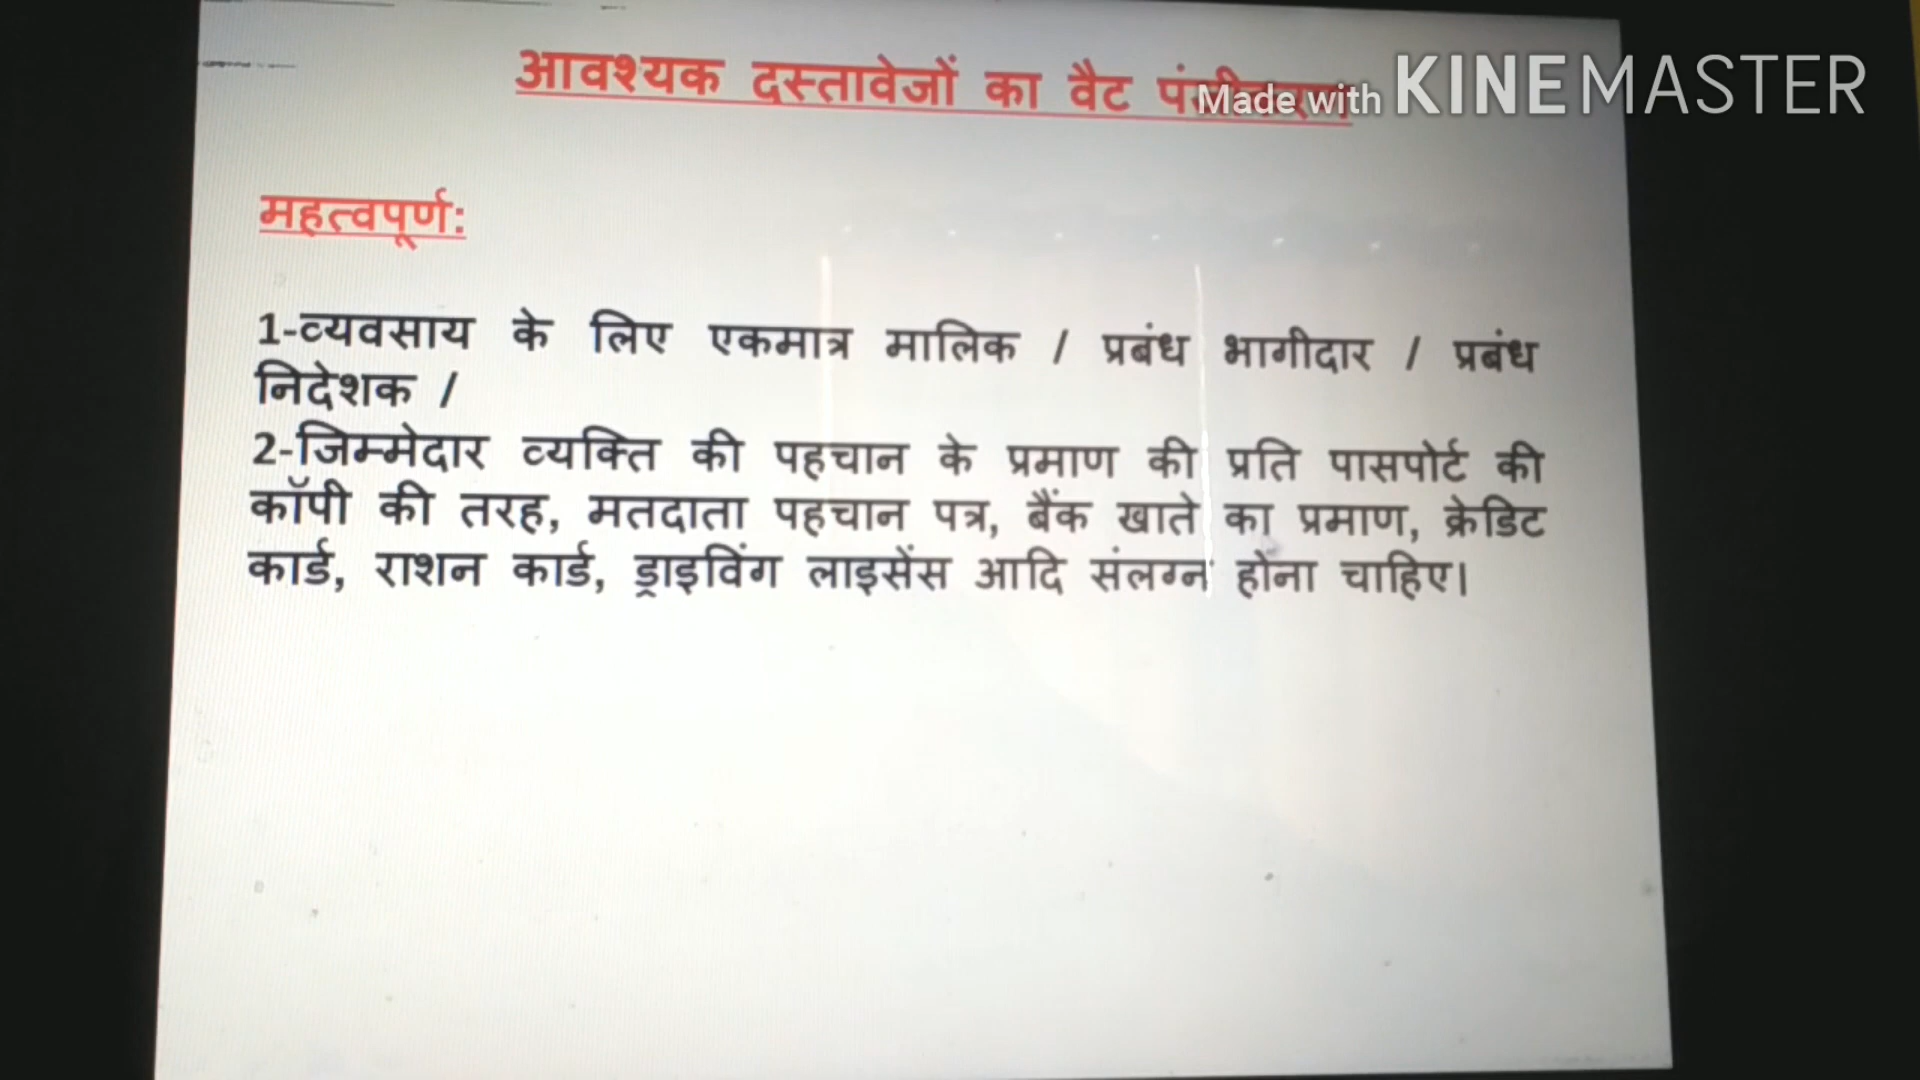 आवश्यक दस्तावेजों का वैट
Made with KINEMASTER
महत्वपूर्ण:
1-व्यवसाय के लिए एकमात्र मालिक / प्रबंध भागीदार / प्रबंध
निदेशक /
2-जिम्मेदार व्यक्ति की पहचान के प्रमाण की प्रति पासपोर्ट की
कॉपी की तरह, मतदाता पहचान पत्र, बैंक खाते का प्रमाण, क्रेडिट
कार्ड, राशन कार्ड, ड्राइविंग लाइसेंस आदि संलग्न होना चाहिए।